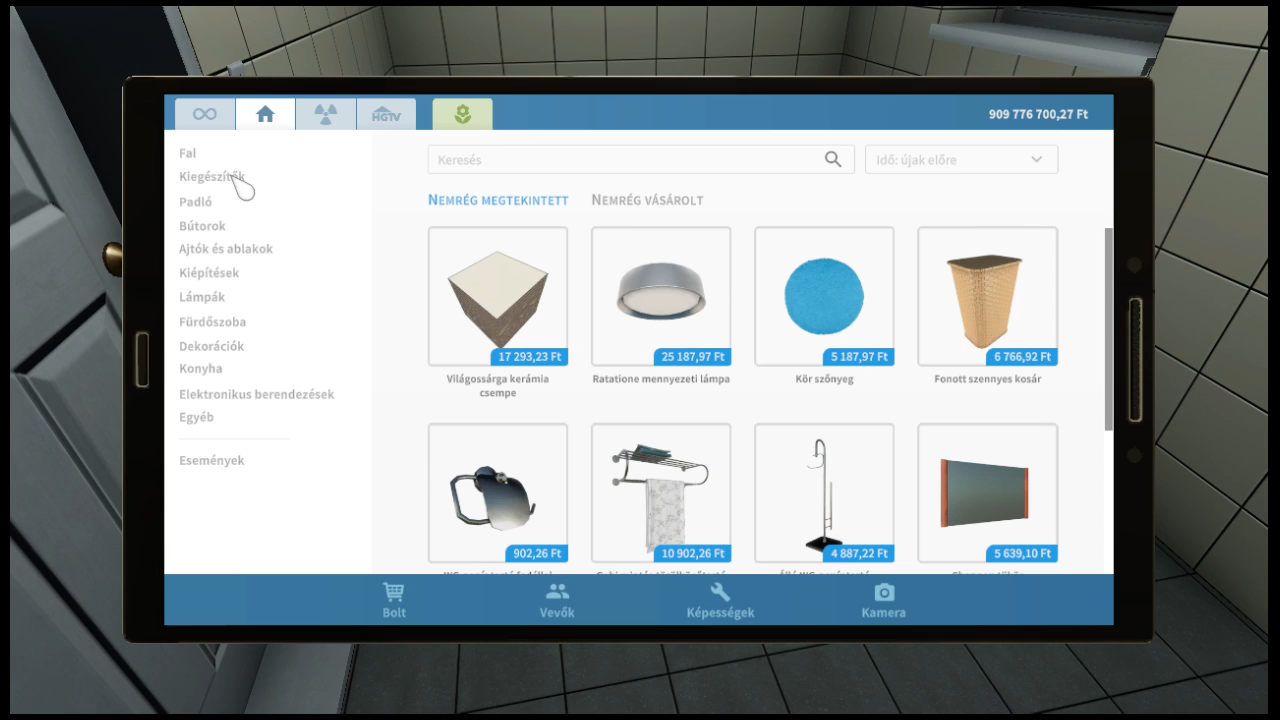 HGTV
909 776 700,27 Ft
Fal
Kiegészítők
Padló
Bútorok
Ajtók és ablakok
Kiépítések
Lámpák
Fürdőszoba
Dekorációk
Konyha
Elektronikus berendezések
Egyéb
Események
Keresés
Idő: újak előre
NEMRÉG MEGTEKINTETT
NEMRÉG VÁSÁROLT
17 293,23 Ft
25 187,97 Ft
5 187,97 Ft
6 766,92 Ft
Világossárga kerámia
csempe
Ratatione mennyezeti lámpa
Kör szőnyeg
Fonott szennyes kosár
902,26 Ft
10 902,26 Ft
4 887,22 Ft
5 639,10 Ft
Bolt
Vevők
Képességek
Kamera